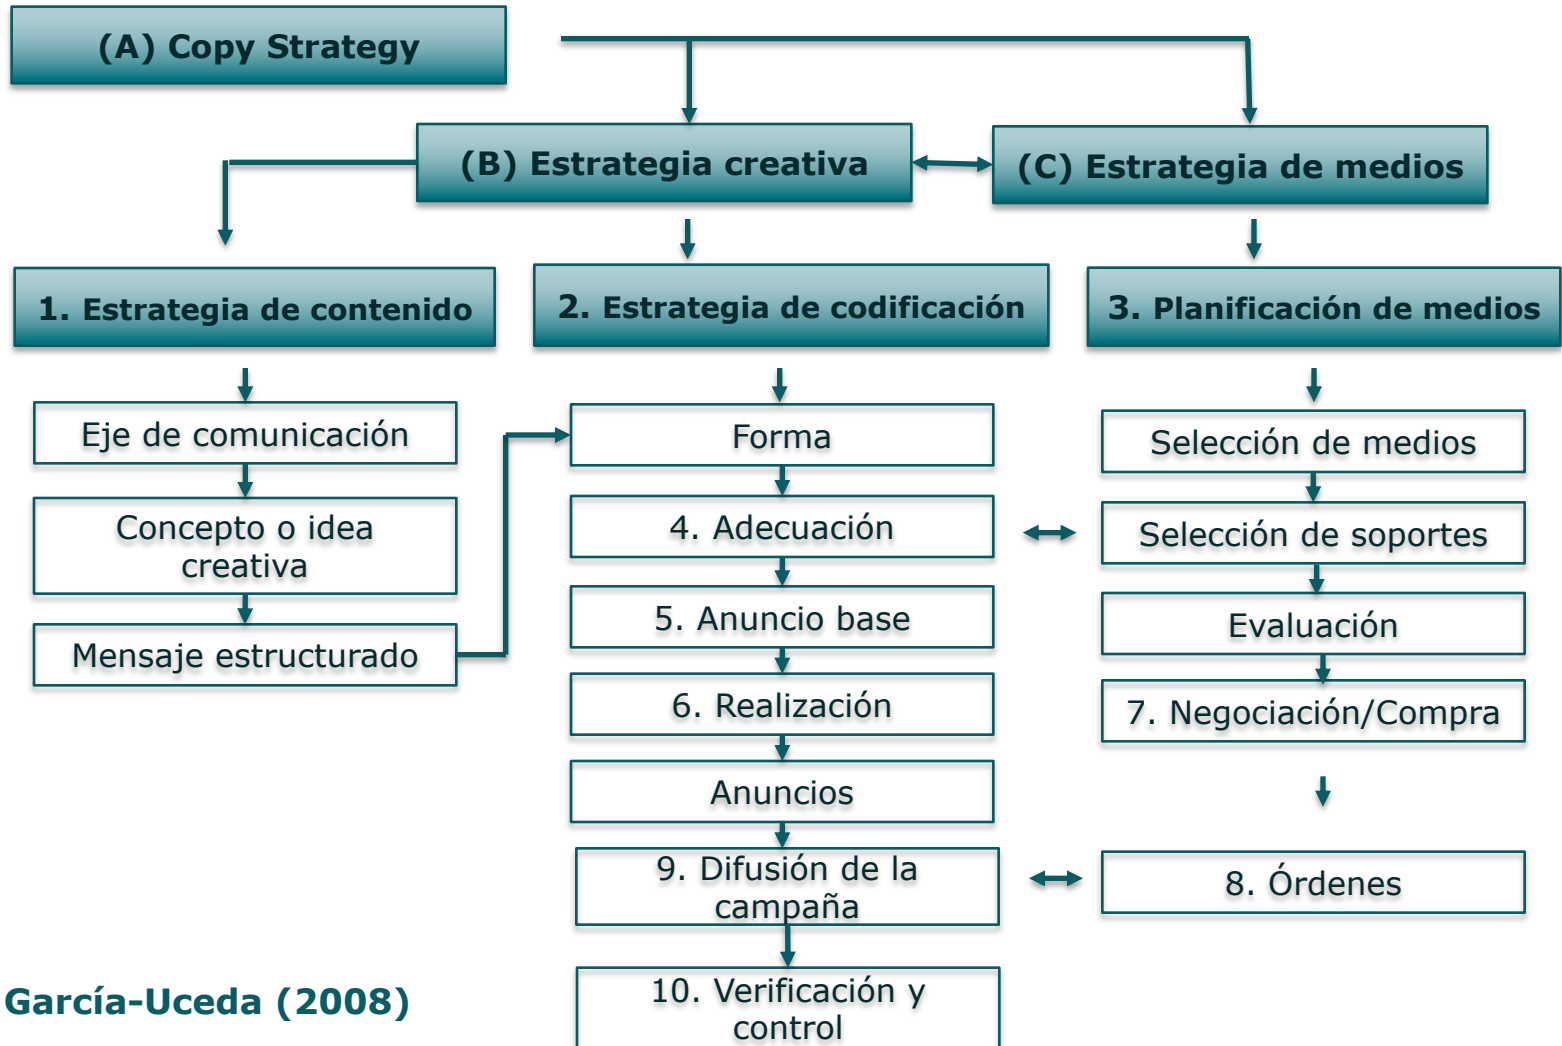 (A) Copy Strategy
(B) Estrategia creativa
(C) Estrategia de medios
1. Estrategia de contenido
2. Estrategia de codificación
3. Planificación de medios
Eje de comunicación
Concepto o idea
creativa
Mensaje estructurado
Forma
4. Adecuación
5. Anuncio base
6. Realización
Anuncios
9. Difusión de la
campaña
10. Verificación y
control
Selección de medios
Selección de soportes
Evaluación
7. Negociación/Compra
8. Órdenes
García-Uceda (2008)